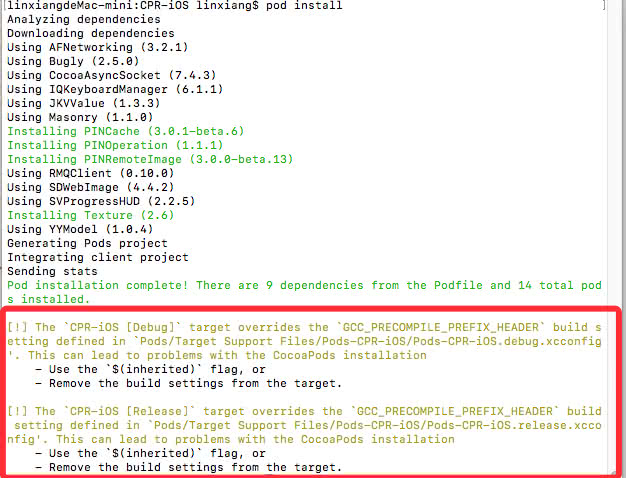 [linxiangdeMac-mini:CPR-iOS linxiang$ pod install ]
Analyzing dependencies
Downloading dependencies
Using AFNetworking (3.2.1)
Using Bugly (2.5.0)
Using CocoaAsyncSocket (7.4.3)
Using IQKeyboardManager (6.1.1)
Using JKVValue (1.3.3)
Using Masonry (1.1.0)
Installing PINCache (3.0.1-beta.6)
Installing PINOperation (1.1.1)
Installing PINRemoteImage (3.0.0-beta.13)
Using RMQClient (0.10.0)
Using SDWebImage (4.4.2)
Using SVProgressHUD (2.2.5)
Installing Texture (2.6)
Using YYModel (1.0.4)
Generating Pods project
Integrating client project
Sending stats
Pod installation complete! There are 9 dependencies from the Podfile and 14 total pod
s installed.
[!] The `CPR-iOS [Debug]` target overrides the `GCC_PRECOMPILE_PREFIX_HEADER` build s
etting defined in `Pods/Target Support Files/Pods-CPR-iOS/Pods-CPR-iOS.debug.xcconfig
'. This can lead to problems with the CocoaPods installation
- Use the `$(inherited)` flag, or
- Remove the build settings from the target.
[!] The `CPR-iOS [Release]` target overrides the `GCC_PRECOMPILE_PREFIX_HEADER` build
setting defined in `Pods/Target Support Files/Pods-CPR-iOS/Pods-CPR-iOS.release.xcco
nfig'. This can lead to problems with the CocoaPods installation
- Use the `$(inherited)` flag, or
- Remove the build settings from the target.